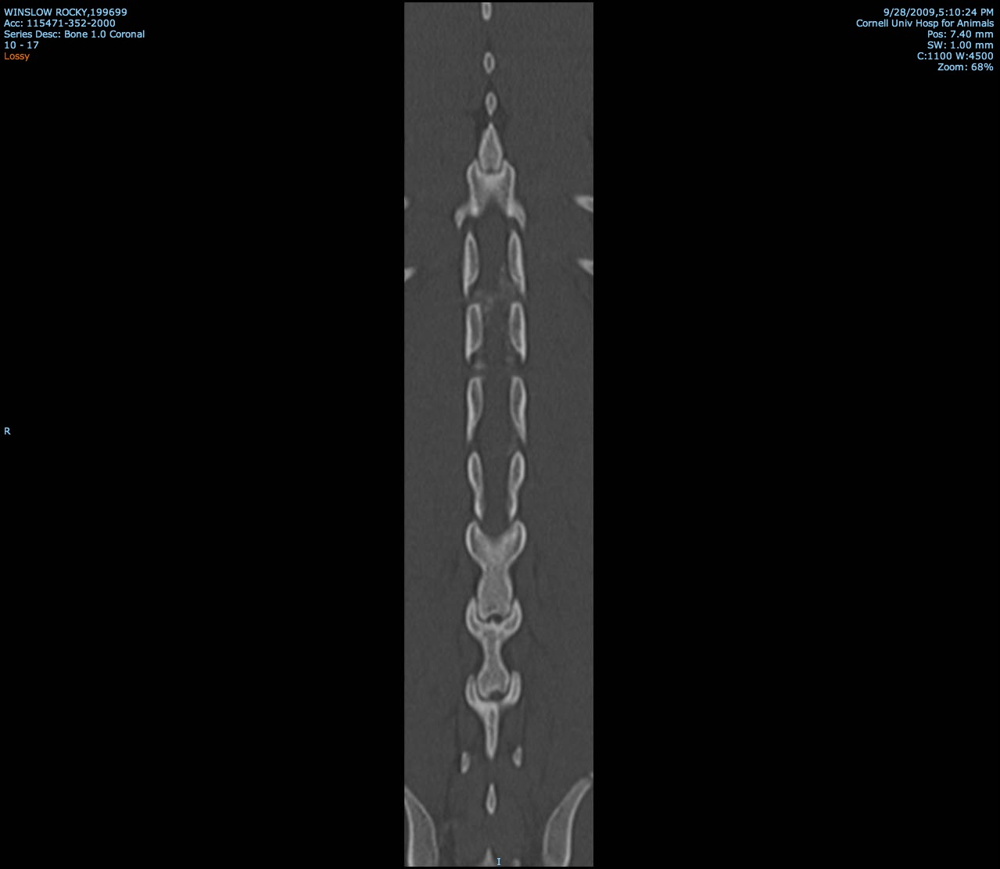 WINSLOW ROCKY,199699
Acc: 115471-352-2000
Series Desc: Bone 1.0 Coronal
10 - 17
Lossy
9/28/2009,5:10:24 PM
Cornell Univ Hosp for Animals
Pos: 7.40 mm
SW: 1.00 mm
C:1100 W:4500
Zoom: 68%
R
I